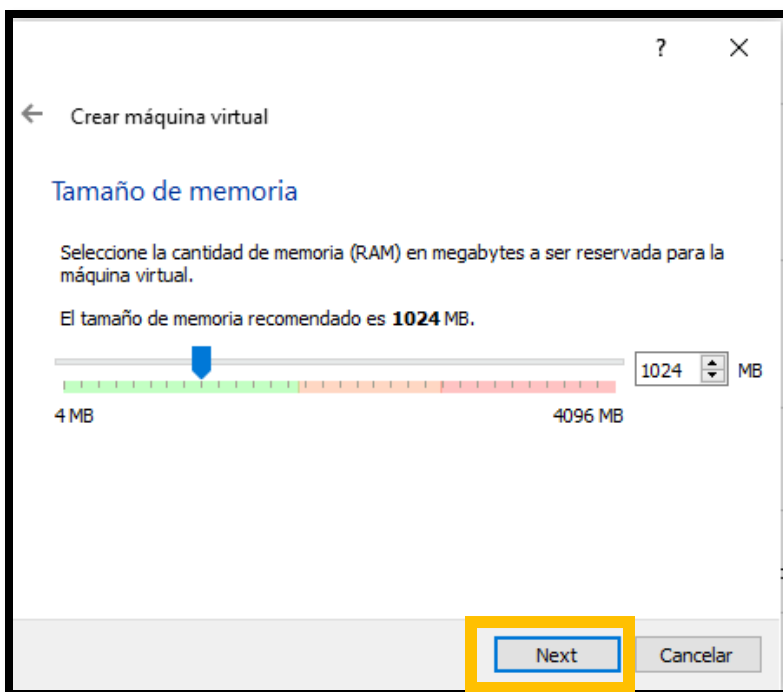 ?
Crear máquina virtual
Tamaño de memoria
Seleccione la cantidad de memoria (RAM) en megabytes a ser reservada para la
máquina virtual.
El tamaño de memoria recomendado es 1024 MB.
1024 MB
4 MB 4096 MB
Next Cancelar